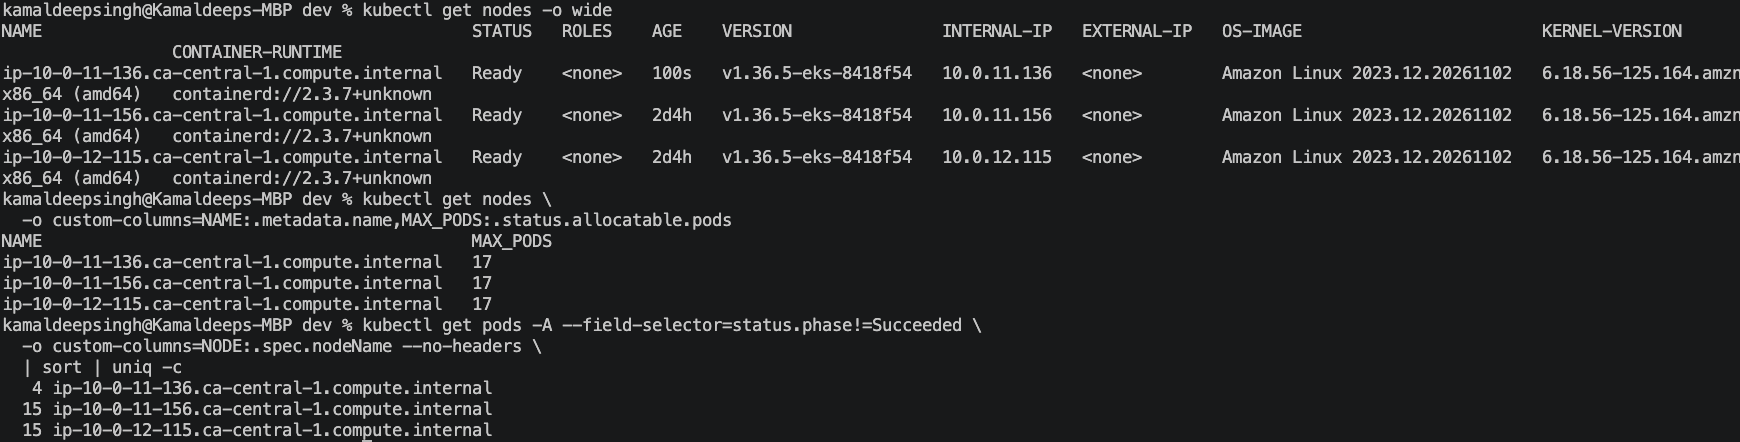 kamaldeepsingh@Kamaldeeps-MBP dev % kubectl get nodes -o wide
NAME                                           STATUS   ROLES    AGE    VERSION               INTERNAL-IP   EXTERNAL-IP   OS-IMAGE                        KERNEL-VERSION
                 CONTAINER-RUNTIME
ip-10-0-11-136.ca-central-1.compute.internal   Ready    <none>   100s   v1.36.5-eks-8418f54   10.0.11.136   <none>        Amazon Linux 2023.12.20261102   6.18.56-125.164.amzn
x86_64 (amd64)   containerd://2.3.7+unknown
ip-10-0-11-156.ca-central-1.compute.internal   Ready    <none>   2d4h   v1.36.5-eks-8418f54   10.0.11.156   <none>        Amazon Linux 2023.12.20261102   6.18.56-125.164.amzn
x86_64 (amd64)   containerd://2.3.7+unknown
ip-10-0-12-115.ca-central-1.compute.internal   Ready    <none>   2d4h   v1.36.5-eks-8418f54   10.0.12.115   <none>        Amazon Linux 2023.12.20261102   6.18.56-125.164.amzn
x86_64 (amd64)   containerd://2.3.7+unknown
kamaldeepsingh@Kamaldeeps-MBP dev % kubectl get nodes \
  -o custom-columns=NAME:.metadata.name,MAX_PODS:.status.allocatable.pods
NAME                                           MAX_PODS
ip-10-0-11-136.ca-central-1.compute.internal   17
ip-10-0-11-156.ca-central-1.compute.internal   17
ip-10-0-12-115.ca-central-1.compute.internal   17
kamaldeepsingh@Kamaldeeps-MBP dev % kubectl get pods -A --field-selector=status.phase!=Succeeded \
  -o custom-columns=NODE:.spec.nodeName --no-headers \
  | sort | uniq -c
   4 ip-10-0-11-136.ca-central-1.compute.internal
  15 ip-10-0-11-156.ca-central-1.compute.internal
  15 ip-10-0-12-115.ca-central-1.compute.internal